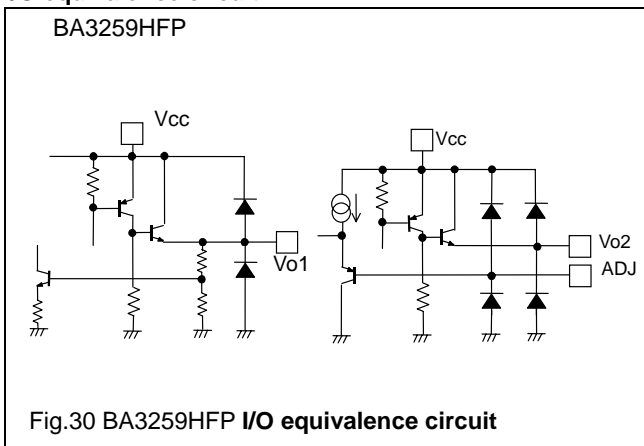 BA3259HFP
Vcc
Vo1
Vcc
Vo2
ADJ
Fig.30 BA3259HFP I/O equivalence circuit